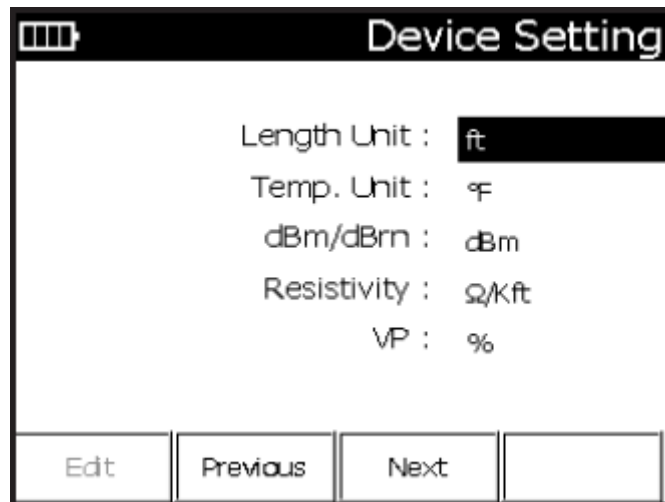 Device Setting
Length Unit : ft
Temp. Unit : °F
dBm/dBrn : dBm
Resistivity : Ω/Kft
VP : %
Edit Previous Next